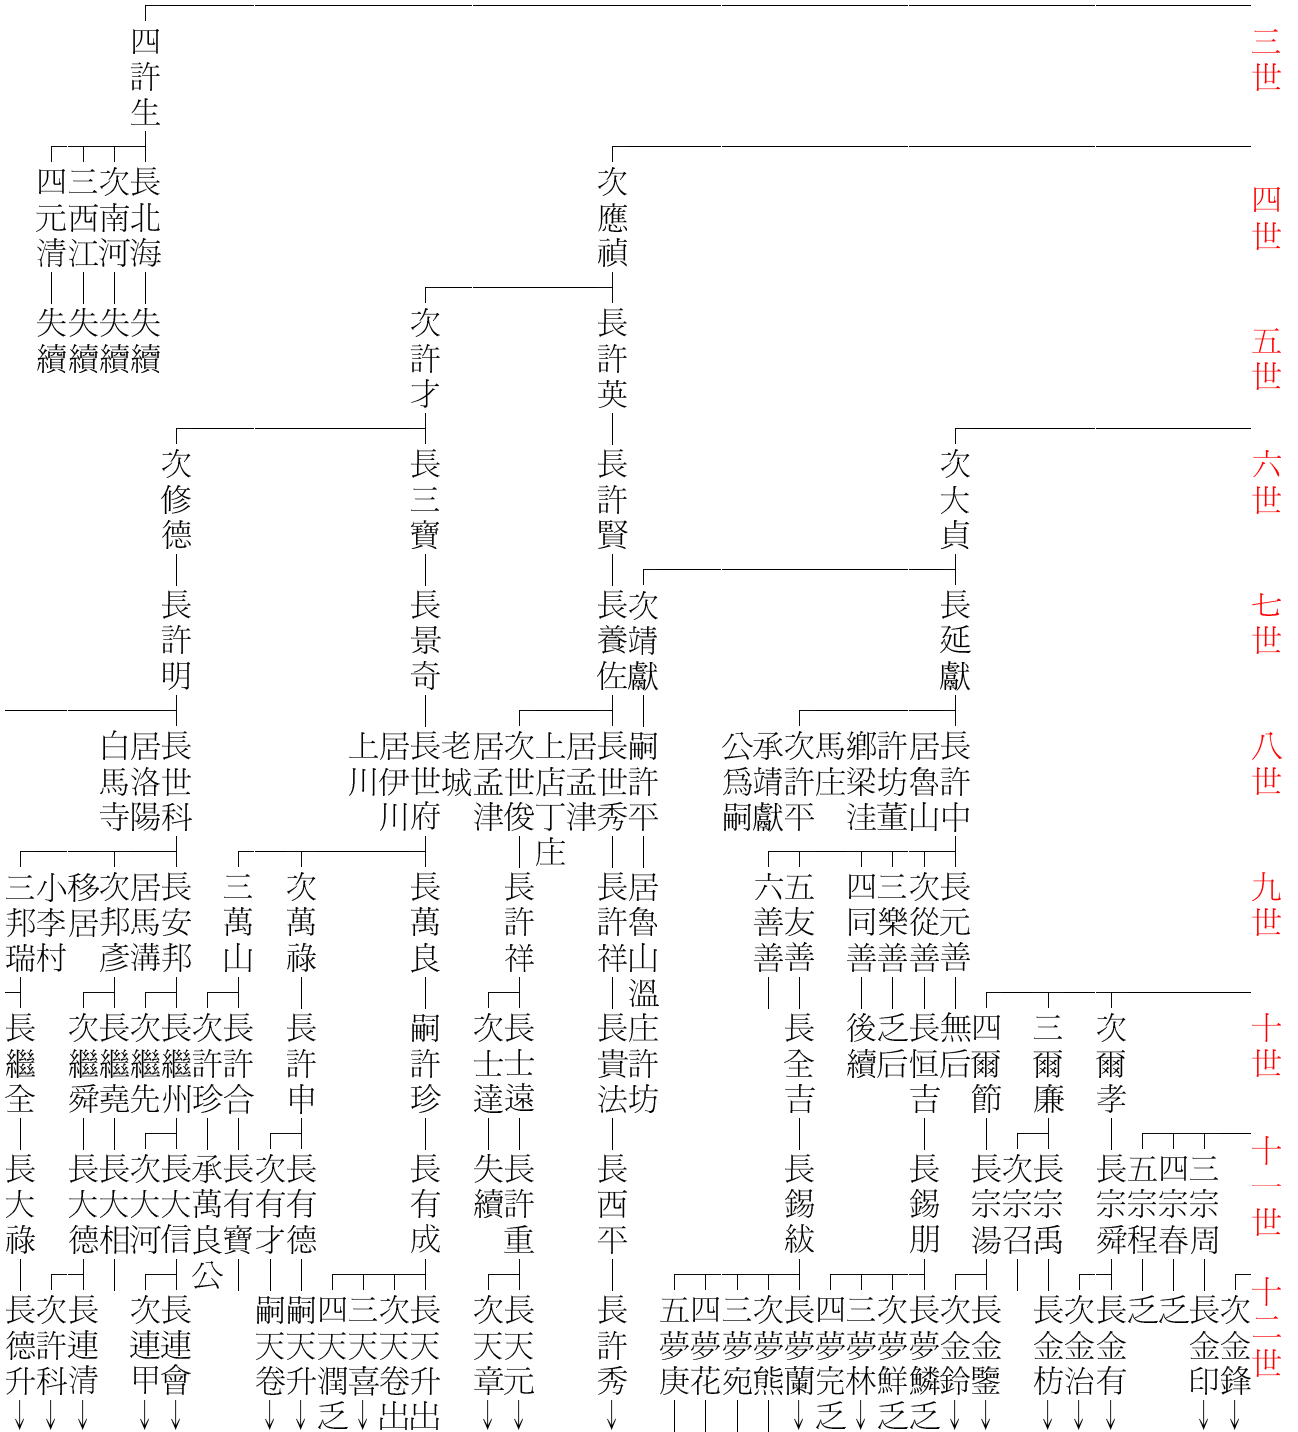 三世
四許生
四世
次應禎
長北海
次南河
三西江
四元清
五世
長許英
次許才
失續
失續
失續
失續
六世
次大貞
長許賢
長三寶
次修德
七世
長延獻
次靖獻
長養佐
長景奇
長許明
八世
長許中
居魯山
許坊董
鄉梁洼
馬庄
次許平
承靖獻
公爲嗣
嗣許平
長世秀
居孟津
上店丁庄
次世俊
居孟津
老城
長世府
居伊川
上川
長世科
居洛陽
白馬寺
九世
長元善
次從善
三樂善
四同善
五友善
六善善
居魯山溫庄許坊
長許祥
長許祥
長萬良
次萬祿
三萬山
長安邦
居馬溝
次邦彥
移居
小李村
三邦瑞
十世
次爾孝
三爾廉
四爾節
無后
長恒吉
乏后
後續
長全吉
長貴法
長士遠
次士達
嗣許珍
長許申
長許合
次許珍
長繼州
次繼先
長繼堯
次繼舜
長繼全
十一世
三宗周
四宗春
五宗程
長宗舜
長宗禹
次宗召
長宗湯
長錫朋
長錫紱
長西平
長許重
失續
長有成
長有德
次有才
長有寶
承萬良公
長大信
次大河
長大相
長大德
長大祿
十二世
次金鋒
長金印
乏
乏
長金有
次金治
長金枋
長金鑒
次金鈴
長夢鱗乏
次夢鮮乏
三夢林
四夢完乏
長夢蘭
次夢熊
三夢宛
四夢花
五夢庚
長許秀
長天元
次天章
長天升出
次天卷出
三天喜
四天潤乏
嗣天升
嗣天卷
長連會
次連甲
長連清
次許科
長德升